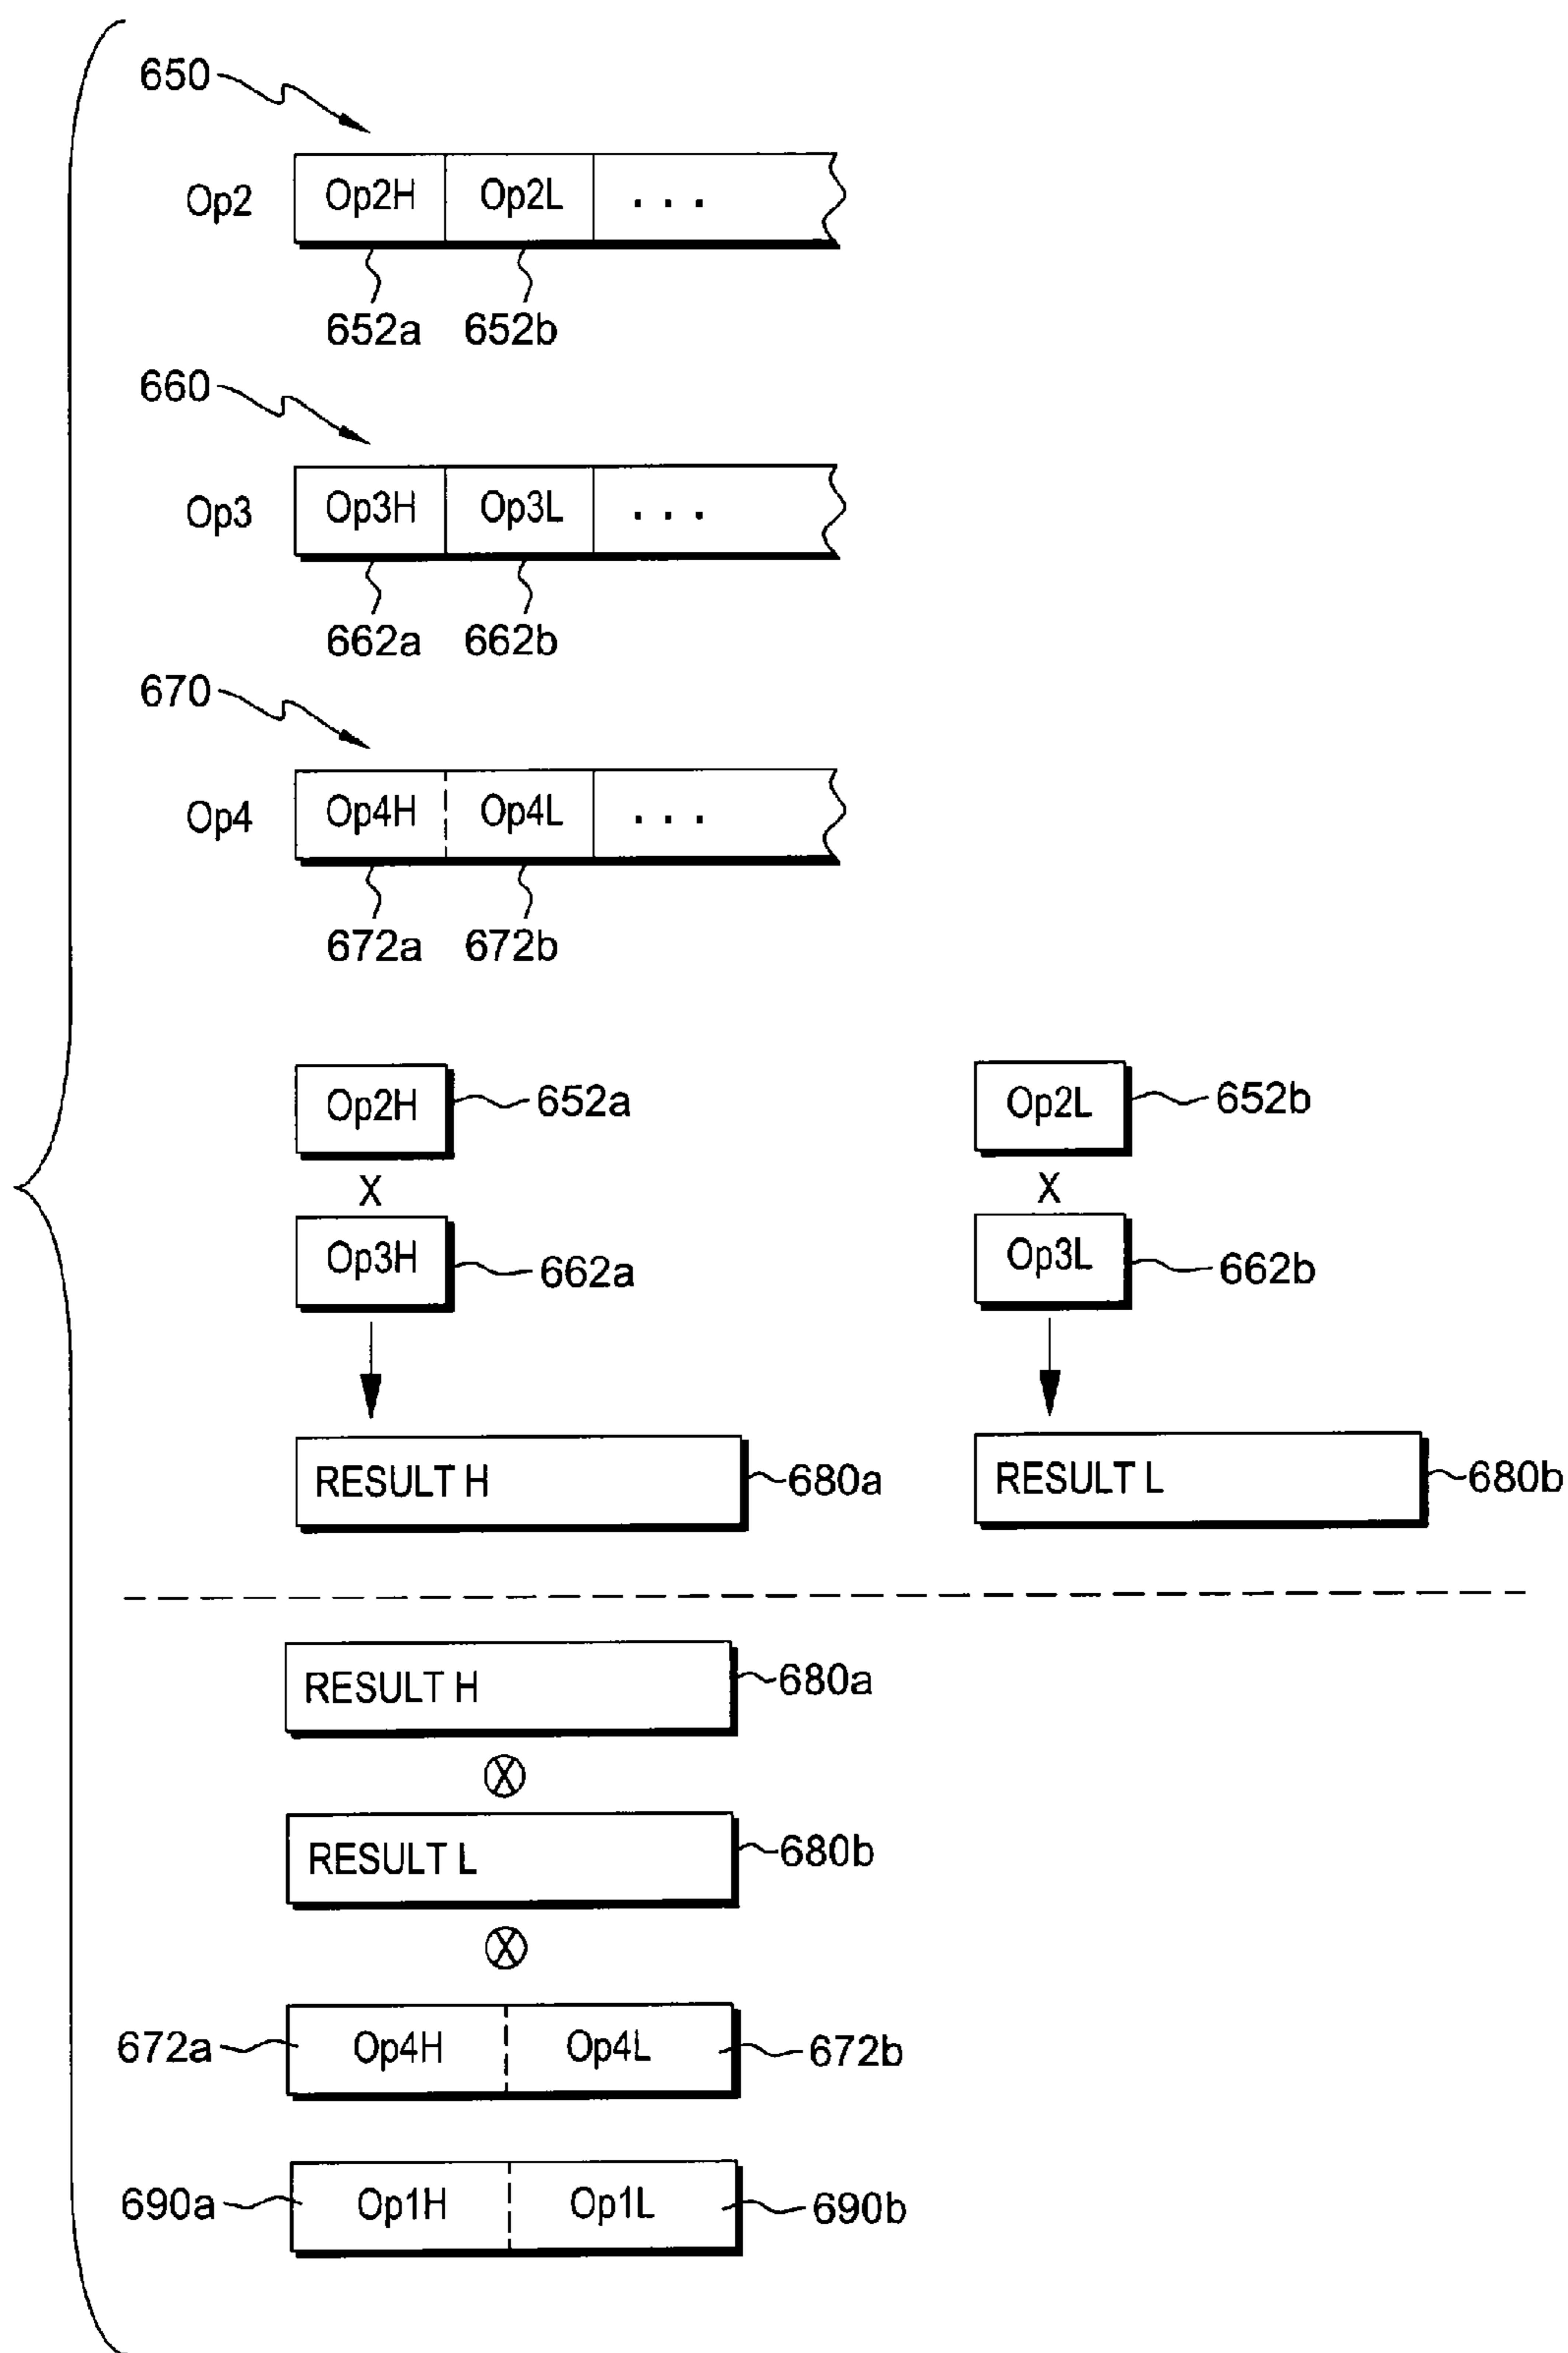 650
Op2 Op2H Op2L . . .
652a 652b
660
Op3 Op3H Op3L . . .
662a 662b
670
Op4 Op4H Op4L . . .
672a 672b
Op2H 652a Op2L 652b
X X
Op3H 662a Op3L 662b
RESULT H 680a RESULT L 680b
RESULT H 680a
X
RESULT L 680b
X
672a Op4H Op4L 672b
690a Op1H Op1L 690b